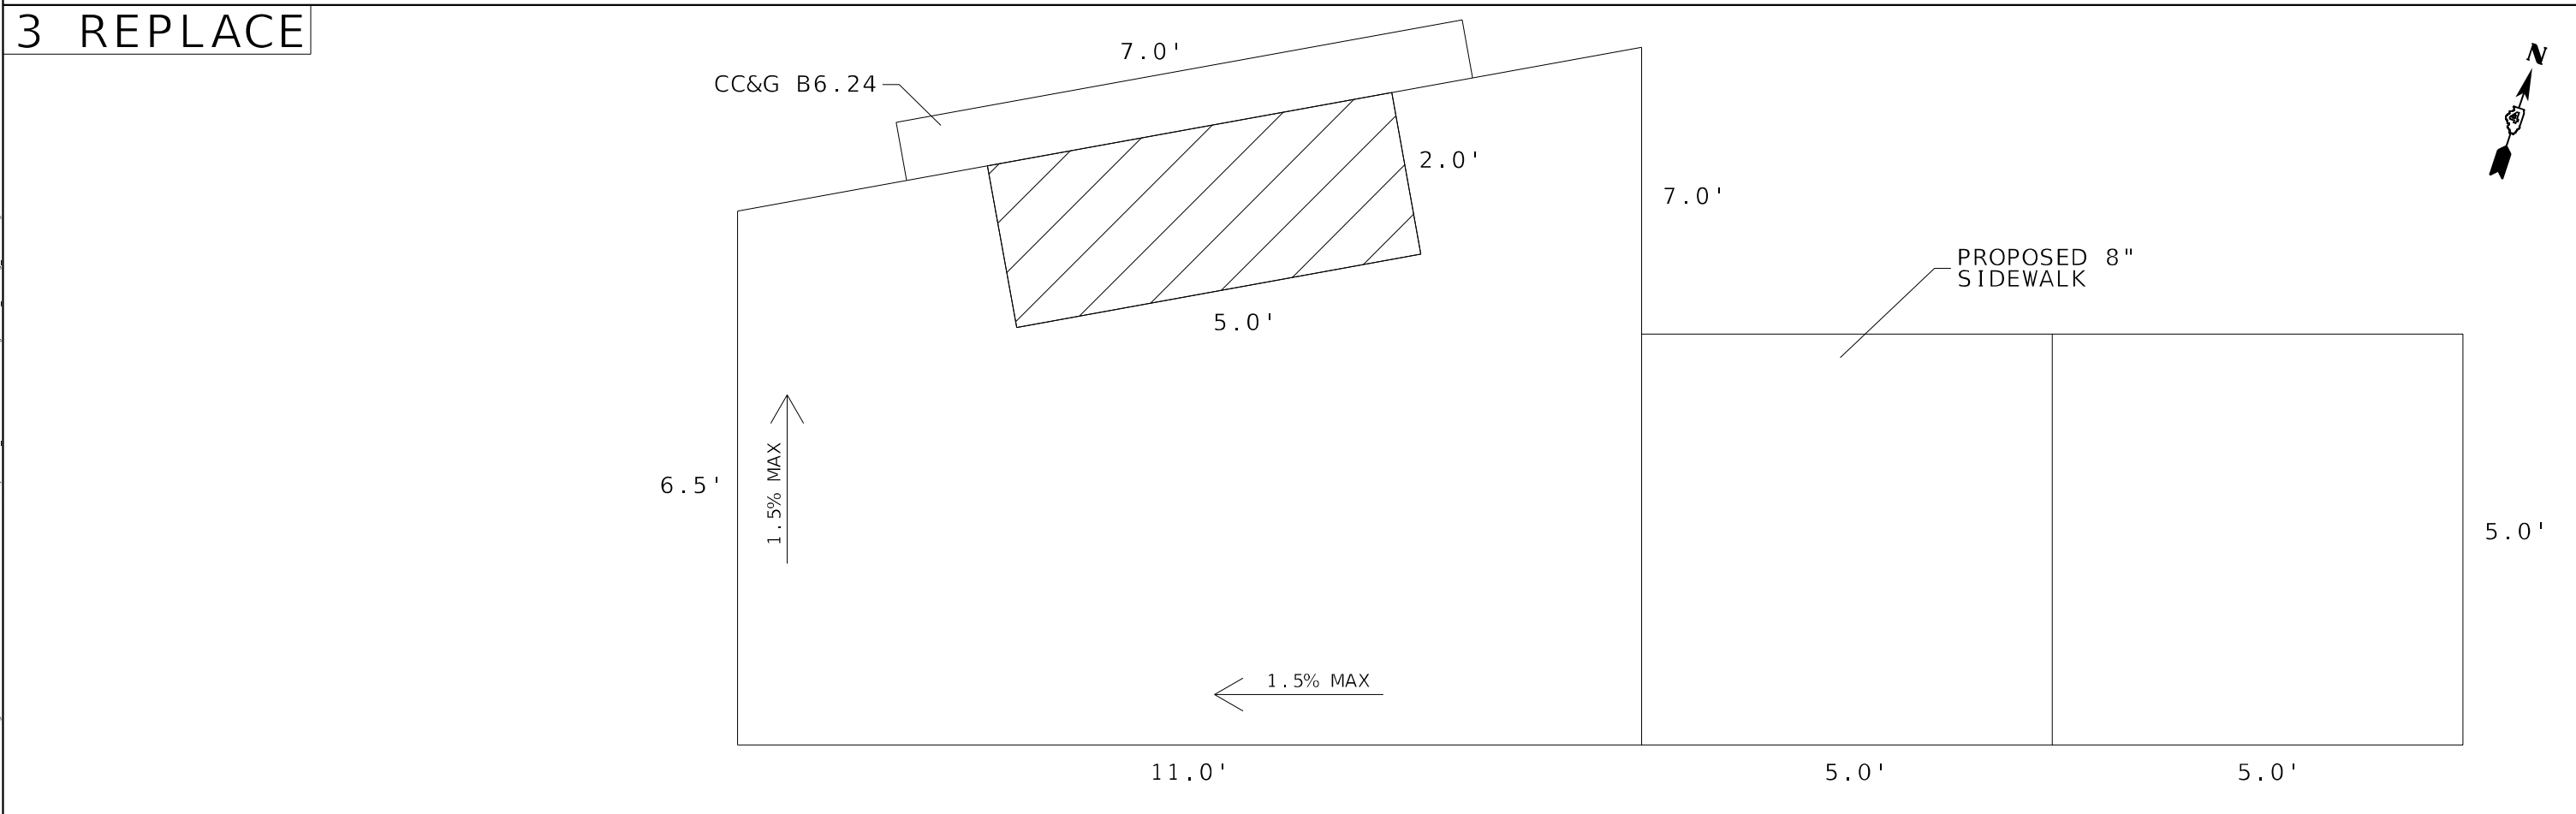 3 REPLACE
7.0'
N
CC&G B6.24
2.0'
7.0'
PROPOSED 8"
SIDEWALK
5.0'
1.5% MAX
6.5'
5.0'
1.5% MAX
11.0'
5.0'
5.0'